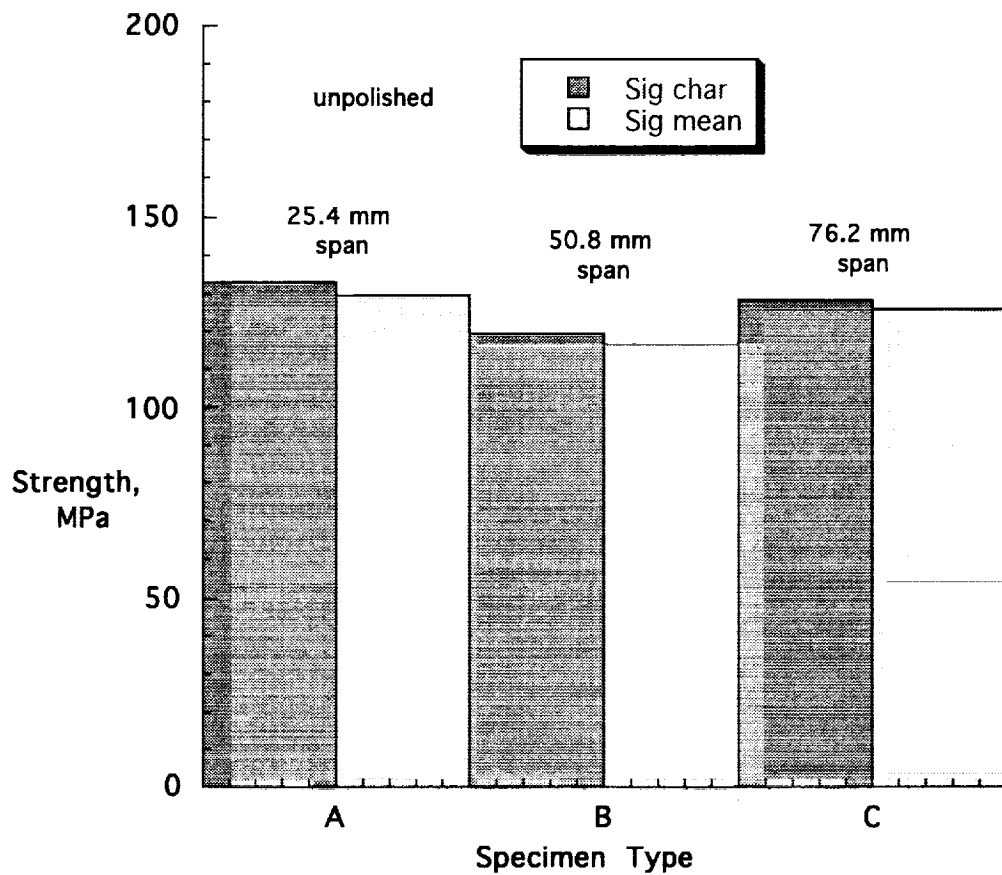 200
unpolished
Sig char
Sig mean
150
25.4 mm
span
50.8 mm
span
76.2 mm
span
100
Strength,
MPa
50
0
A
B
C
Specimen Type